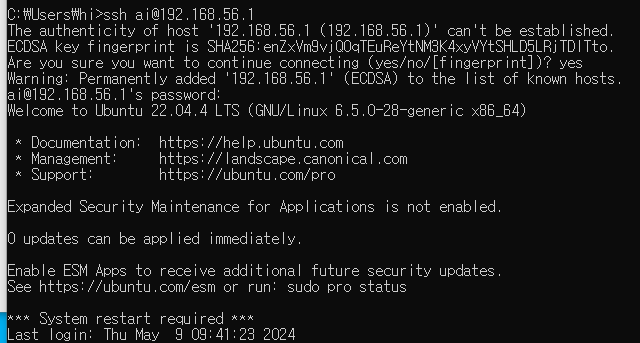 C:₩Users₩hi>ssh ai@192.168.56.1
The authenticity of host '192.168.56.1 (192.168.56.1)' can't be established.
ECDSA key fingerprint is SHA256:enZxVm9vjQOqTEuReYtNM3K4xyVYtSHLD5LRjTDlTto.
Are you sure you want to continue connecting (yes/no/[fingerprint])? yes
Warning: Permanently added '192.168.56.1' (ECDSA) to the list of known hosts.
ai@192.168.56.1's password:
Welcome to Ubuntu 22.04.4 LTS (GNU/Linux 6.5.0-28-generic x86_64)
* Documentation:  https://help.ubuntu.com
* Management:     https://landscape.canonical.com
* Support:        https://ubuntu.com/pro
Expanded Security Maintenance for Applications is not enabled.
0 updates can be applied immediately.
Enable ESM Apps to receive additional future security updates.
See https://ubuntu.com/esm or run: sudo pro status
*** System restart required ***
Last login: Thu May  9 09:41:23 2024